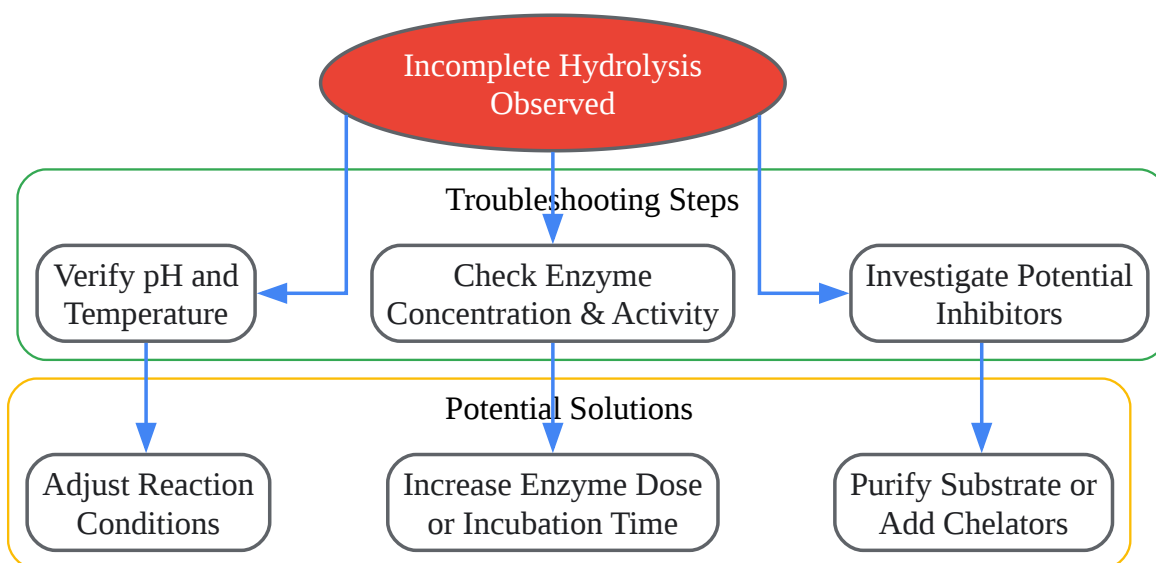 Incomplete Hydrolysis
Observed
Troubleshooting Steps
Verify pH and
Temperature
Check Enzyme
Concentration & Activity
Investigate Potential
Inhibitors
Potential Solutions
Adjust Reaction
Conditions
Increase Enzyme Dose
or Incubation Time
Purify Substrate or
Add Chelators